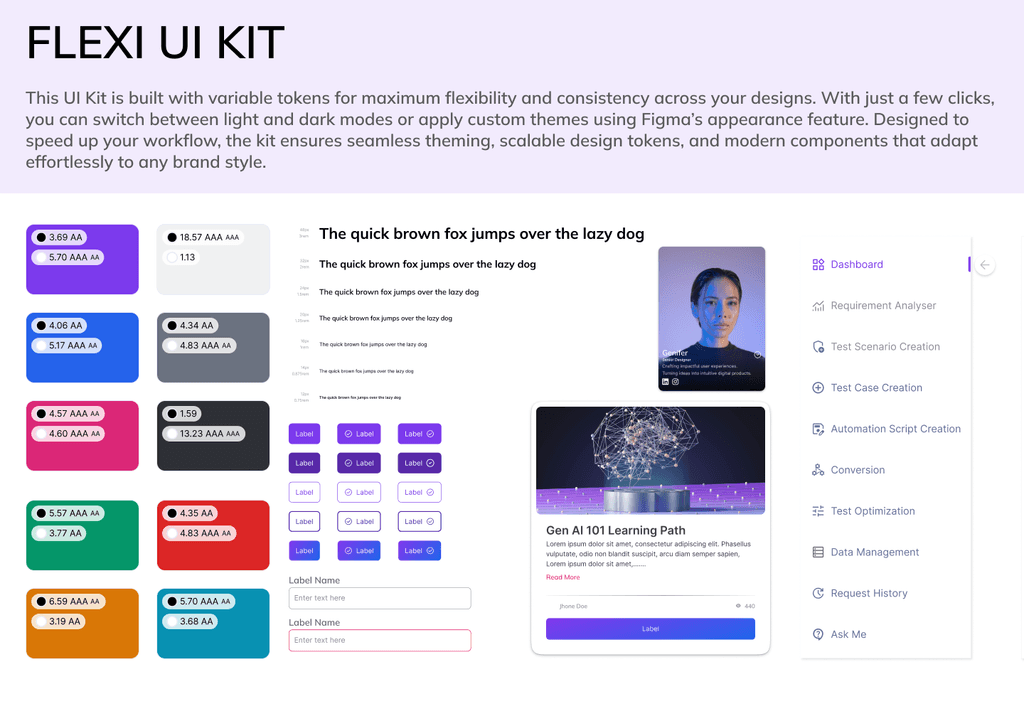 FLEXI UI KIT
This UI Kit is built with variable tokens for maximum flexibility and consistency across your designs. With just a few clicks,
you can switch between light and dark modes or apply custom themes using Figma's appearance feature. Designed to
speed up your workflow, the kit ensures seamless theming, scalable design tokens, and modern components that adapt
effortlessly to any brand style.
3.69 AA
5.70 AAA AA
18.57 AAA AAA
1.13
4.06 AA
5.17 AAA AA
4.34 AA
4.83 AAA AA
4.57 AAA AA
4.60 AAA AA
1.59
13.23 AAA AAA
5.57 AAA AA
3.77 AA
4.35 AA
4.83 AAA AA
6.59 AAA AA
3.19 AA
5.70 AAA AA
3.68 AA
The quick brown fox jumps over the lazy dog
The quick brown fox jumps over the lazy dog
The quick brown fox jumps over the lazy dog
The quick brown fox jumps over the lazy dog
The quick brown fox jumps over the lazy dog
The quick brown fox jumps over the lazy dog
The quick brown fox jumps over the lazy dog
Label Label Label
Label Label Label
Label Label Label
Label Label Label
Label Label Label
Label Name
Enter text here
Label Name
Enter text here
Genifer
Senior Designer
Crafting impactful user experiences.
Turning ideas into intuitive digital products.
Gen AI 101 Learning Path
Lorem ipsum dolor sit amet, consectetur adipiscing elit. Phasellus
vulputate, odio non blandit suscipit, arcu diam semper sapien,
Lorem ipsum dolor sit amet,.......
Read More
Jhone Doe 440
Label
Dashboard
Requirement Analyser
Test Scenario Creation
Test Case Creation
Automation Script Creation
Conversion
Test Optimization
Data Management
Request History
Ask Me